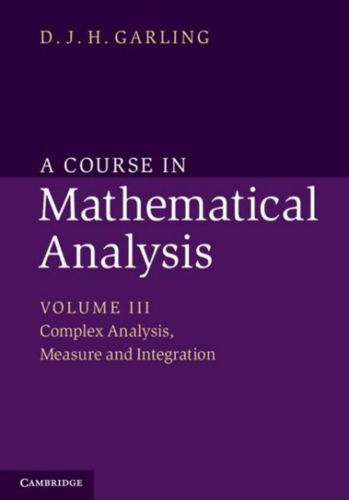 D. J. H. GARLING
A COURSE IN
Mathematical
Analysis
VOLUME III
Complex Analysis,
Measure and Integration
CAMBRIDGE